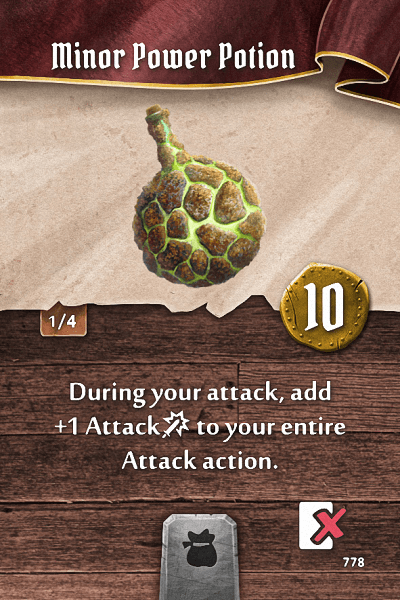 Minor Power Potion
1/4
10
During your attack, add
+1 Attack to your entire
Attack action.
778